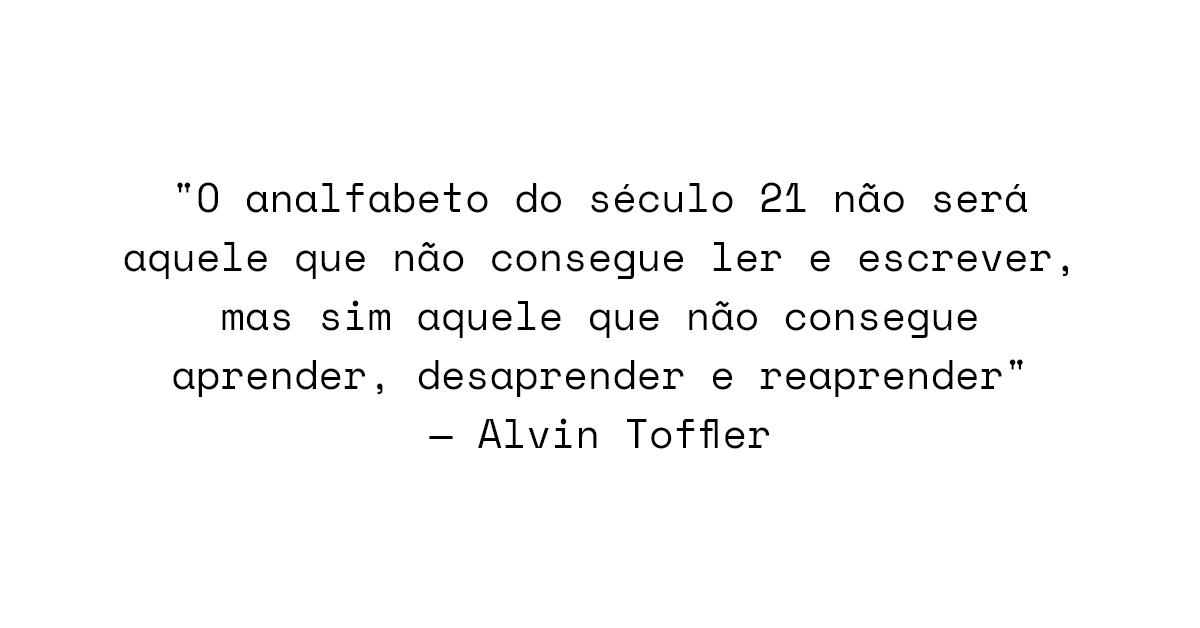 "O analfabeto do século 21 não será
aquele que não consegue ler e escrever,
mas sim aquele que não consegue
aprender, desaprender e reaprender"
— Alvin Toffler